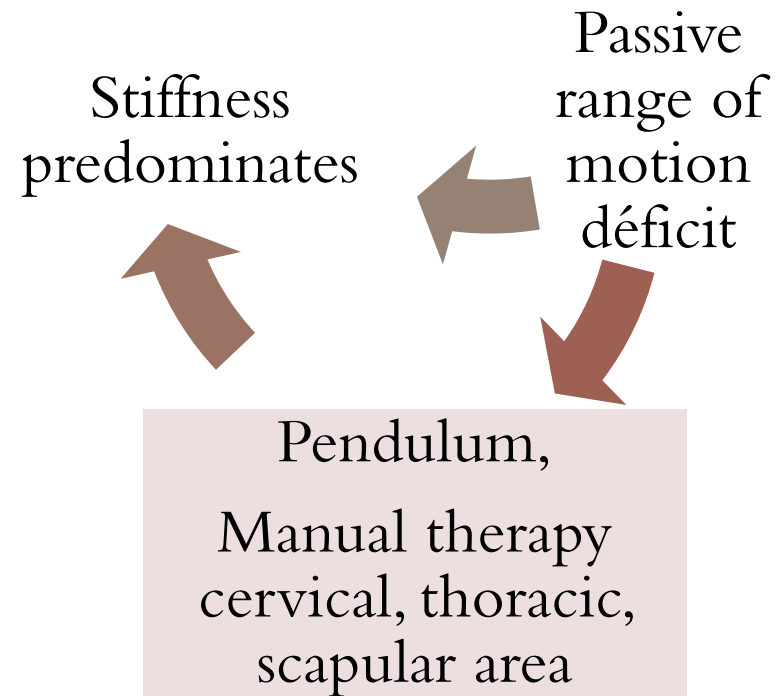 Stiffness
predominates
Passive
range of
motion
déficit
Pendulum,
Manual therapy
cervical, thoracic,
scapular area